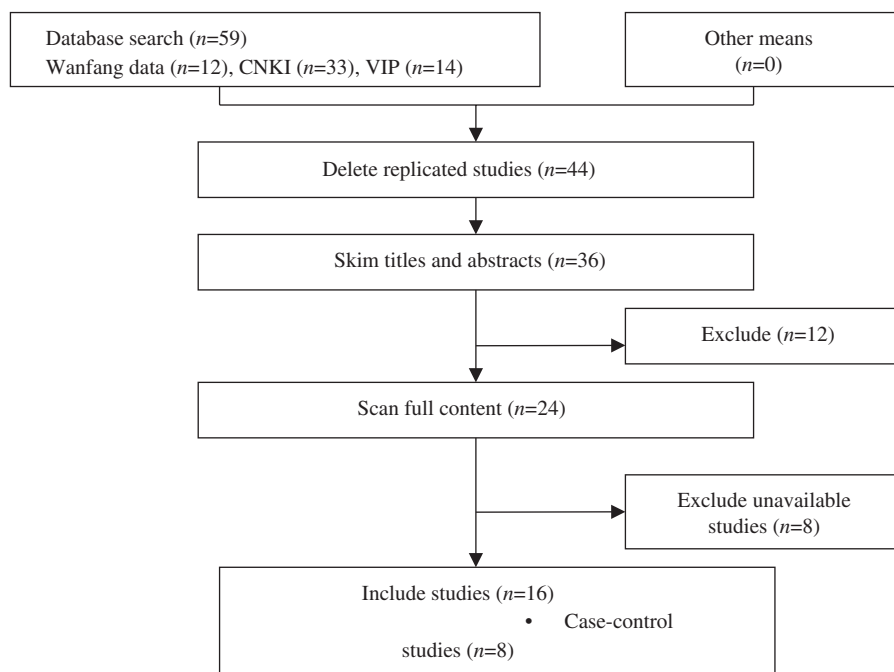 Database search (n=59)
Wanfang data (n=12), CNKI (n=33), VIP (n=14)
Other means
(n=0)
Delete replicated studies (n=44)
Skim titles and abstracts (n=36)
Exclude (n=12)
Scan full content (n=24)
Exclude unavailable
studies (n=8)
Include studies (n=16)
• Case-control
studies (n=8)